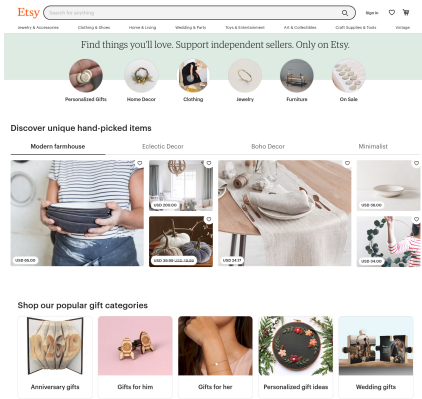 Etsy
Search for anything
Sign in
Jewelry & Accessories Clothing & Shoes Home & Living Wedding & Party Toys & Entertainment Art & Collectibles Craft Supplies & Tools Vintage
Find things you'll love. Support independent sellers. Only on Etsy.
Personalized Gifts Home Decor Clothing Jewelry Furniture On Sale
Discover unique hand-picked items
Modern farmhouse Eclectic Decor Boho Decor Minimalist
USD 200.00 USD 36.00
USD 65.00 USD 24.21 USD 34.00
Shop our popular gift categories
Anniversary gifts Gifts for him Gifts for her Personalized gift ideas Wedding gifts